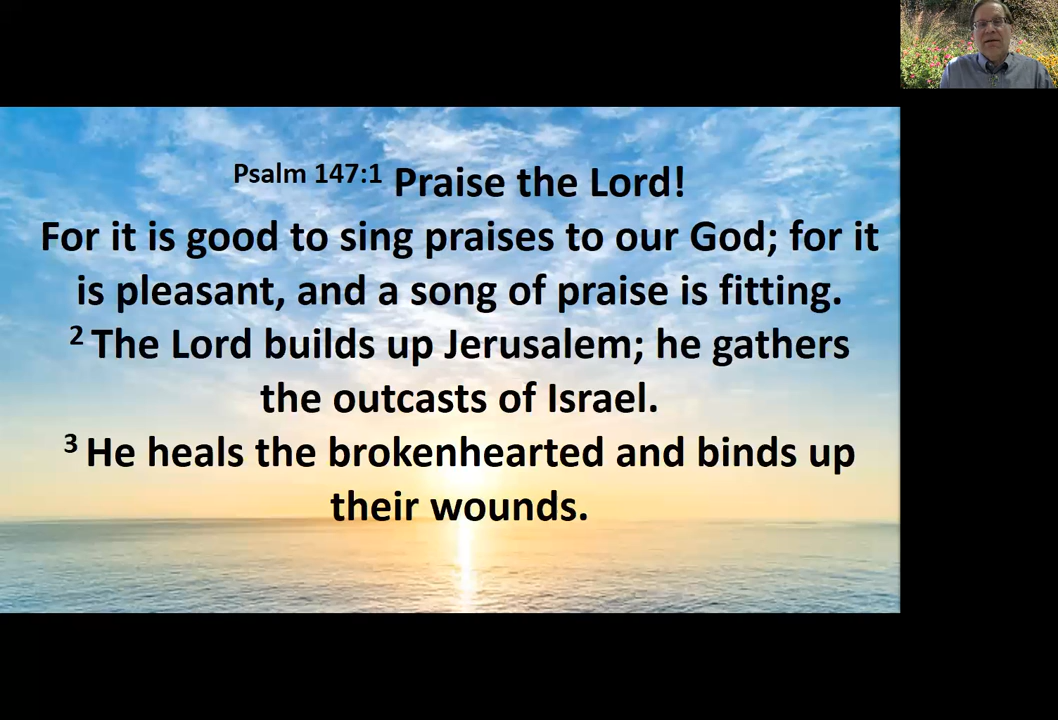 Psalm 147:1 Praise the Lord!
For it is good to sing praises to our God; for it
is pleasant, and a song of praise is fitting.
2 The Lord builds up Jerusalem; he gathers
the outcasts of Israel.
3 He heals the brokenhearted and binds up
their wounds.